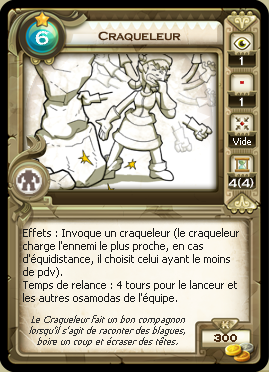 6
CRAQUELEUR
1
1
Vide
4(4)
Effets : Invoque un craqueleur (le craqueleur
charge l'ennemi le plus proche, en cas
d'équidistance, il choisit celui ayant le moins
de pdv).
Temps de relance : 4 tours pour le lanceur et
les autres osamodas de l'équipe.
Le Craqueleur fait un bon compagnon
lorsqu'il s'agit de raconter des blagues,
boire un coup et écraser des têtes.
300